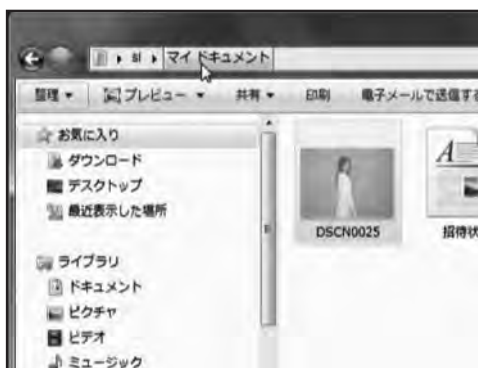 ▶ sl ▶ マイ ドキュメント
整理 ▼ プレビュー ▼ 共有 ▼ 印刷 電子メールで送信する
お気に入り
ダウンロード
デスクトップ
最近表示した場所
ライブラリ
ドキュメント
ピクチャ
ビデオ
ミュージック
DSCN0025
招待状